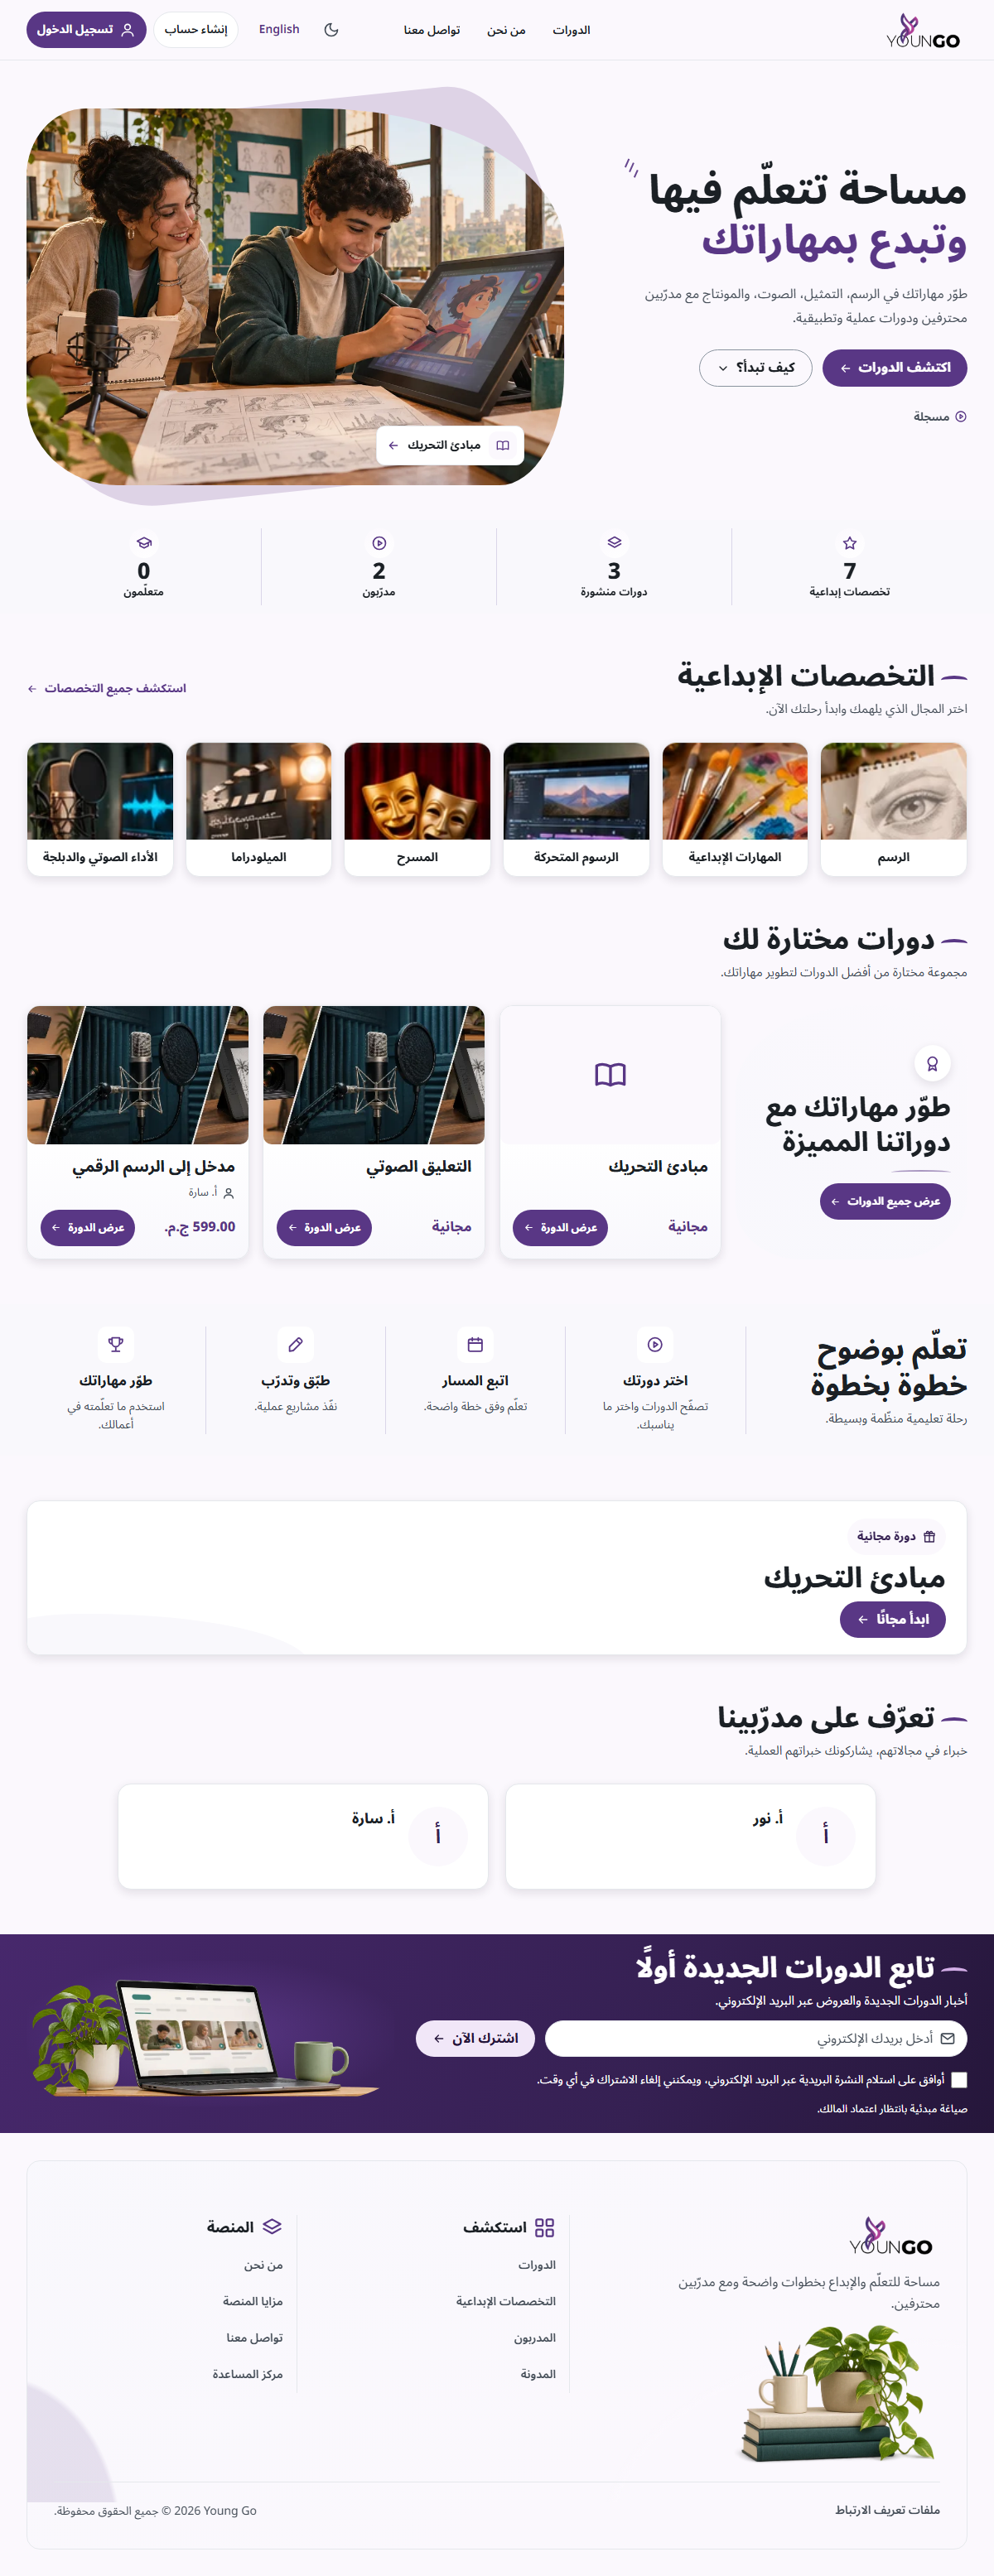 YOUNGO
الدورات
من نحن
تواصل معنا
English
إنشاء حساب
تسجيل الدخول
مساحة تتعلّم فيها
وتبدع بمهاراتك
طوّر مهاراتك في الرسم، التمثيل، الصوت، والمونتاج مع مدرّبين
محترفين ودورات عملية وتطبيقية.
اكتشف الدورات
كيف تبدأ؟
مسجلة
مبادئ التحريك
7
تخصصات إبداعية
3
دورات منشورة
2
مدرّبون
0
متعلّمون
التخصصات الإبداعية
اختر المجال الذي يلهمك وابدأ رحلتك الآن.
استكشف جميع التخصصات
الرسم
المهارات الإبداعية
الرسوم المتحركة
المسرح
الميلودراما
الأداء الصوتي والدبلجة
دورات مختارة لك
مجموعة مختارة من أفضل الدورات لتطوير مهاراتك.
طوّر مهاراتك مع
دوراتنا المميزة
عرض جميع الدورات
مبادئ التحريك
مجانية
عرض الدورة
التعليق الصوتي
مجانية
عرض الدورة
مدخل إلى الرسم الرقمي
أ. سارة
599.00 ج.م.
عرض الدورة
تعلّم بوضوح
خطوة بخطوة
رحلة تعليمية منظّمة وبسيطة.
اختر دورتك
تصفّح الدورات واختر ما
يناسبك.
اتبع المسار
تعلّم وفق خطة واضحة.
طبّق وتدرّب
نفّذ مشاريع عملية.
طوّر مهاراتك
استخدم ما تعلّمته في
أعمالك.
دورة مجانية
مبادئ التحريك
ابدأ مجانًا
تعرّف على مدرّبينا
خبراء في مجالاتهم، يشاركونك خبراتهم العملية.
أ
أ. نور
أ
أ. سارة
تابع الدورات الجديدة أولًا
أخبار الدورات الجديدة والعروض عبر البريد الإلكتروني.
أدخل بريدك الإلكتروني
اشترك الآن
أوافق على استلام النشرة البريدية عبر البريد الإلكتروني، ويمكنني إلغاء الاشتراك في أي وقت.
صياغة مبدئية بانتظار اعتماد المالك.
YOUNGO
مساحة للتعلّم والإبداع بخطوات واضحة ومع مدرّبين
محترفين.
استكشف
الدورات
التخصصات الإبداعية
المدربون
المدونة
المنصة
من نحن
مزايا المنصة
تواصل معنا
مركز المساعدة
ملفات تعريف الارتباط
© 2026 Young Go جميع الحقوق محفوظة.